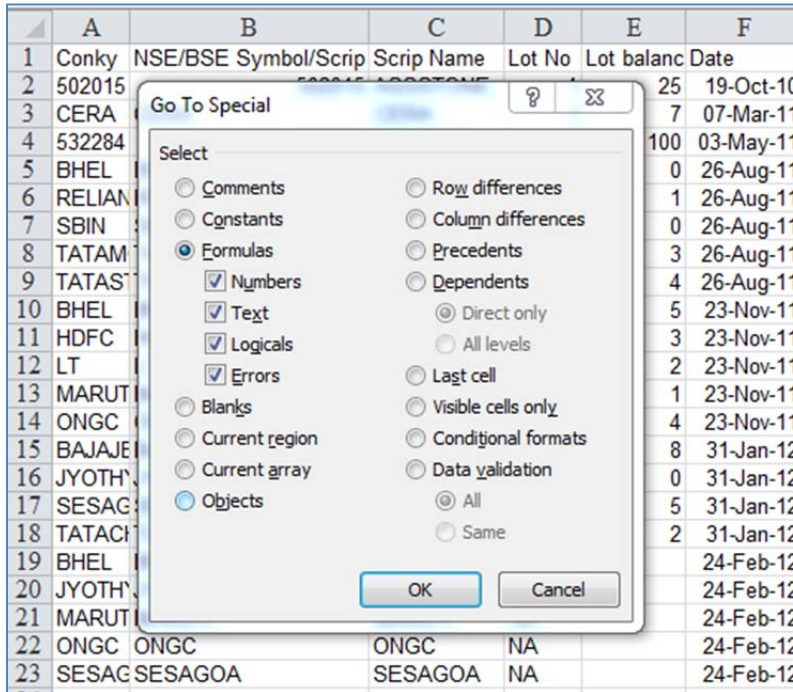 A B C D E F
1 Conky NSE/BSE Symbol/Scrip Scrip Name Lot No Lot balanc Date
2 502015 25 19-Oct-10
3 CERA 7 07-Mar-11
4 532284 100 03-May-11
5 BHEL 0 26-Aug-11
6 RELIAN 1 26-Aug-11
7 SBIN 0 26-Aug-11
8 TATAM 3 26-Aug-11
9 TATAST 4 26-Aug-11
10 BHEL 5 23-Nov-11
11 HDFC 3 23-Nov-11
12 LT 2 23-Nov-11
13 MARUT 1 23-Nov-11
14 ONGC 4 23-Nov-11
15 BAJAJE 8 31-Jan-12
16 JYOTHY 0 31-Jan-12
17 SESAG 5 31-Jan-12
18 TATACH 2 31-Jan-12
19 BHEL 24-Feb-12
20 JYOTHY 24-Feb-12
21 MARUT 24-Feb-12
22 ONGC ONGC ONGC NA 24-Feb-12
23 SESAG SESAGOA SESAGOA NA 24-Feb-12
Go To Special
Select
Comments
Constants
Formulas
Numbers
Text
Logicals
Errors
Blanks
Current region
Current array
Objects
Row differences
Column differences
Precedents
Dependents
Direct only
All levels
Last cell
Visible cells only
Conditional formats
Data validation
All
Same
OK Cancel